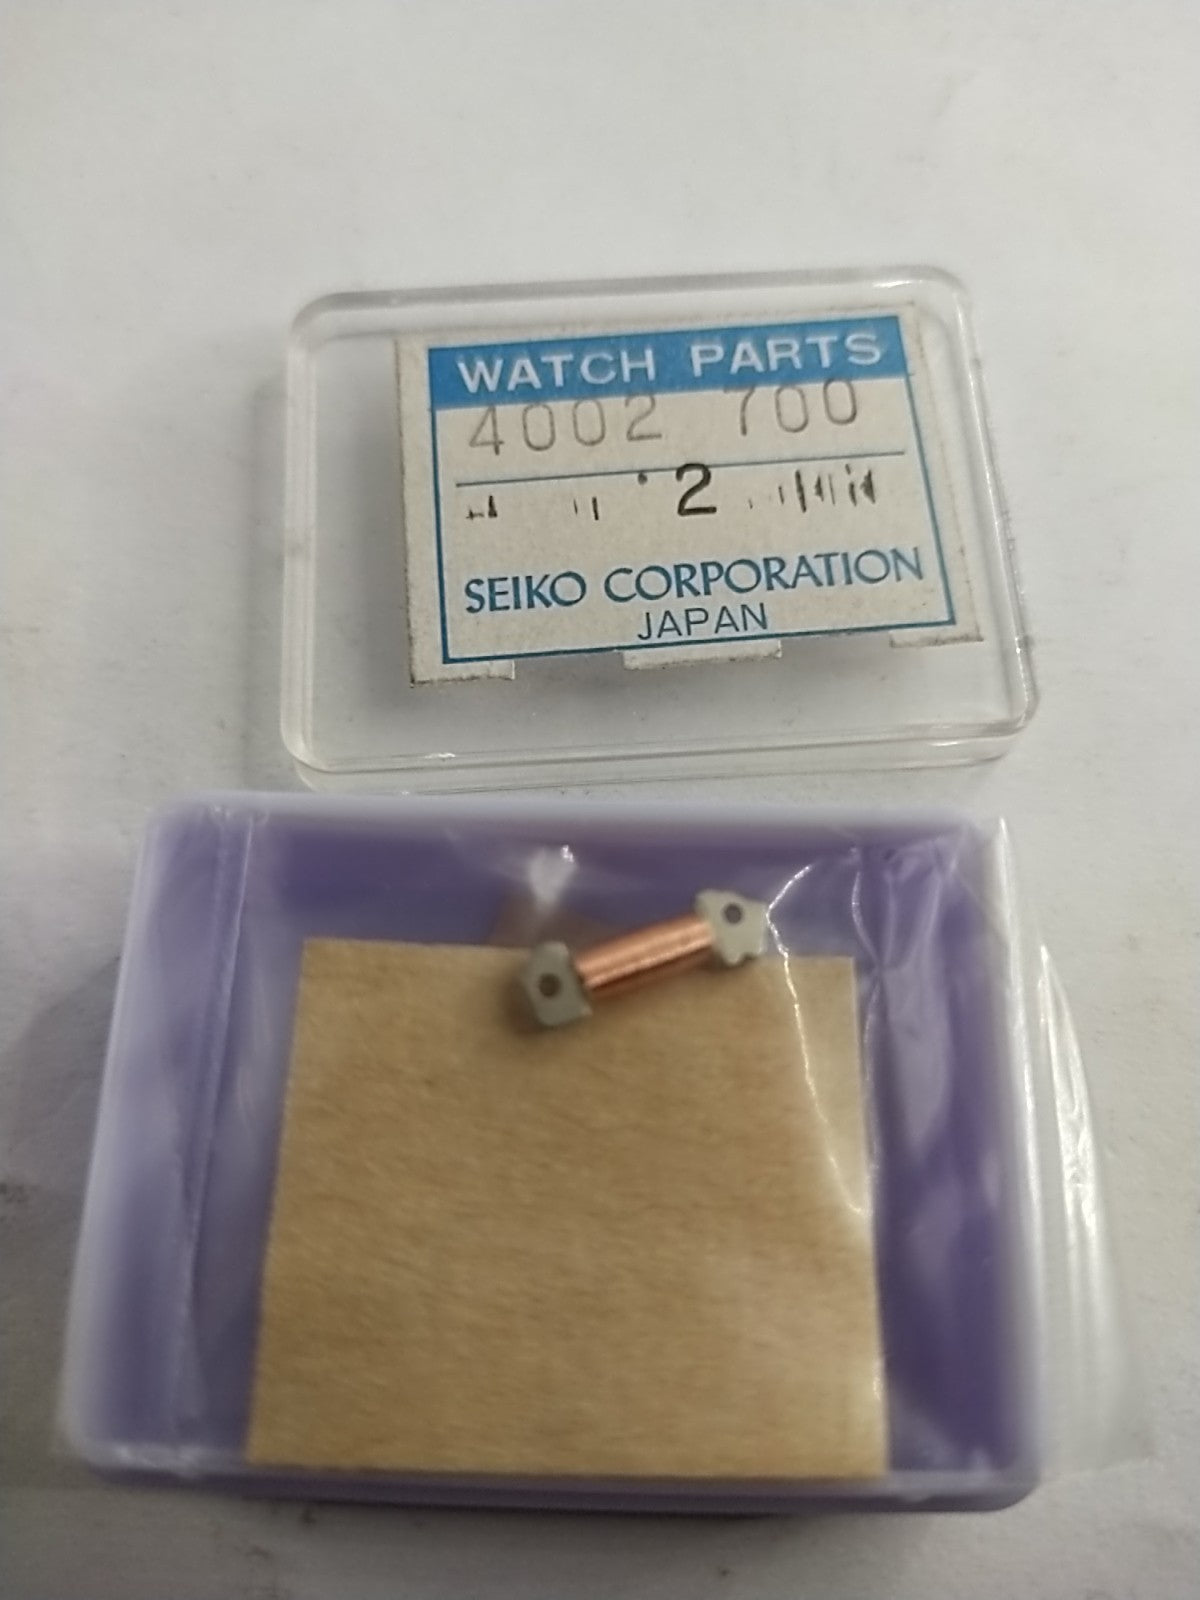 WATCH PARTS
4002 700
2
SEIKO CORPORATION
JAPAN